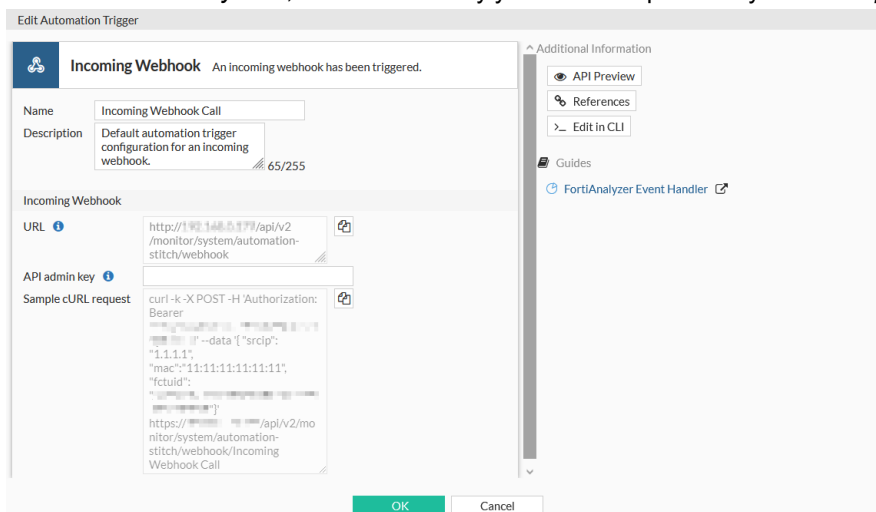 Edit Automation Trigger
Incoming Webhook An incoming webhook has been triggered.
Name Incoming Webhook Call
Description Default automation trigger
configuration for an incoming
webhook.
65/255
Incoming Webhook
URL http:// /api/v2
/monitor/system/automation-
stitch/webhook
API admin key
Sample cURL request curl -k -X POST -H 'Authorization:
Bearer
' --data '{ "srcip":
"1.1.1.1",
"mac":"11:11:11:11:11:11",
"fctuid":
"
"}'
https:// /api/v2/mo
nitor/system/automation-
stitch/webhook/Incoming
Webhook Call
Additional Information
API Preview
References
>_ Edit in CLI
Guides
FortiAnalyzer Event Handler
OK Cancel